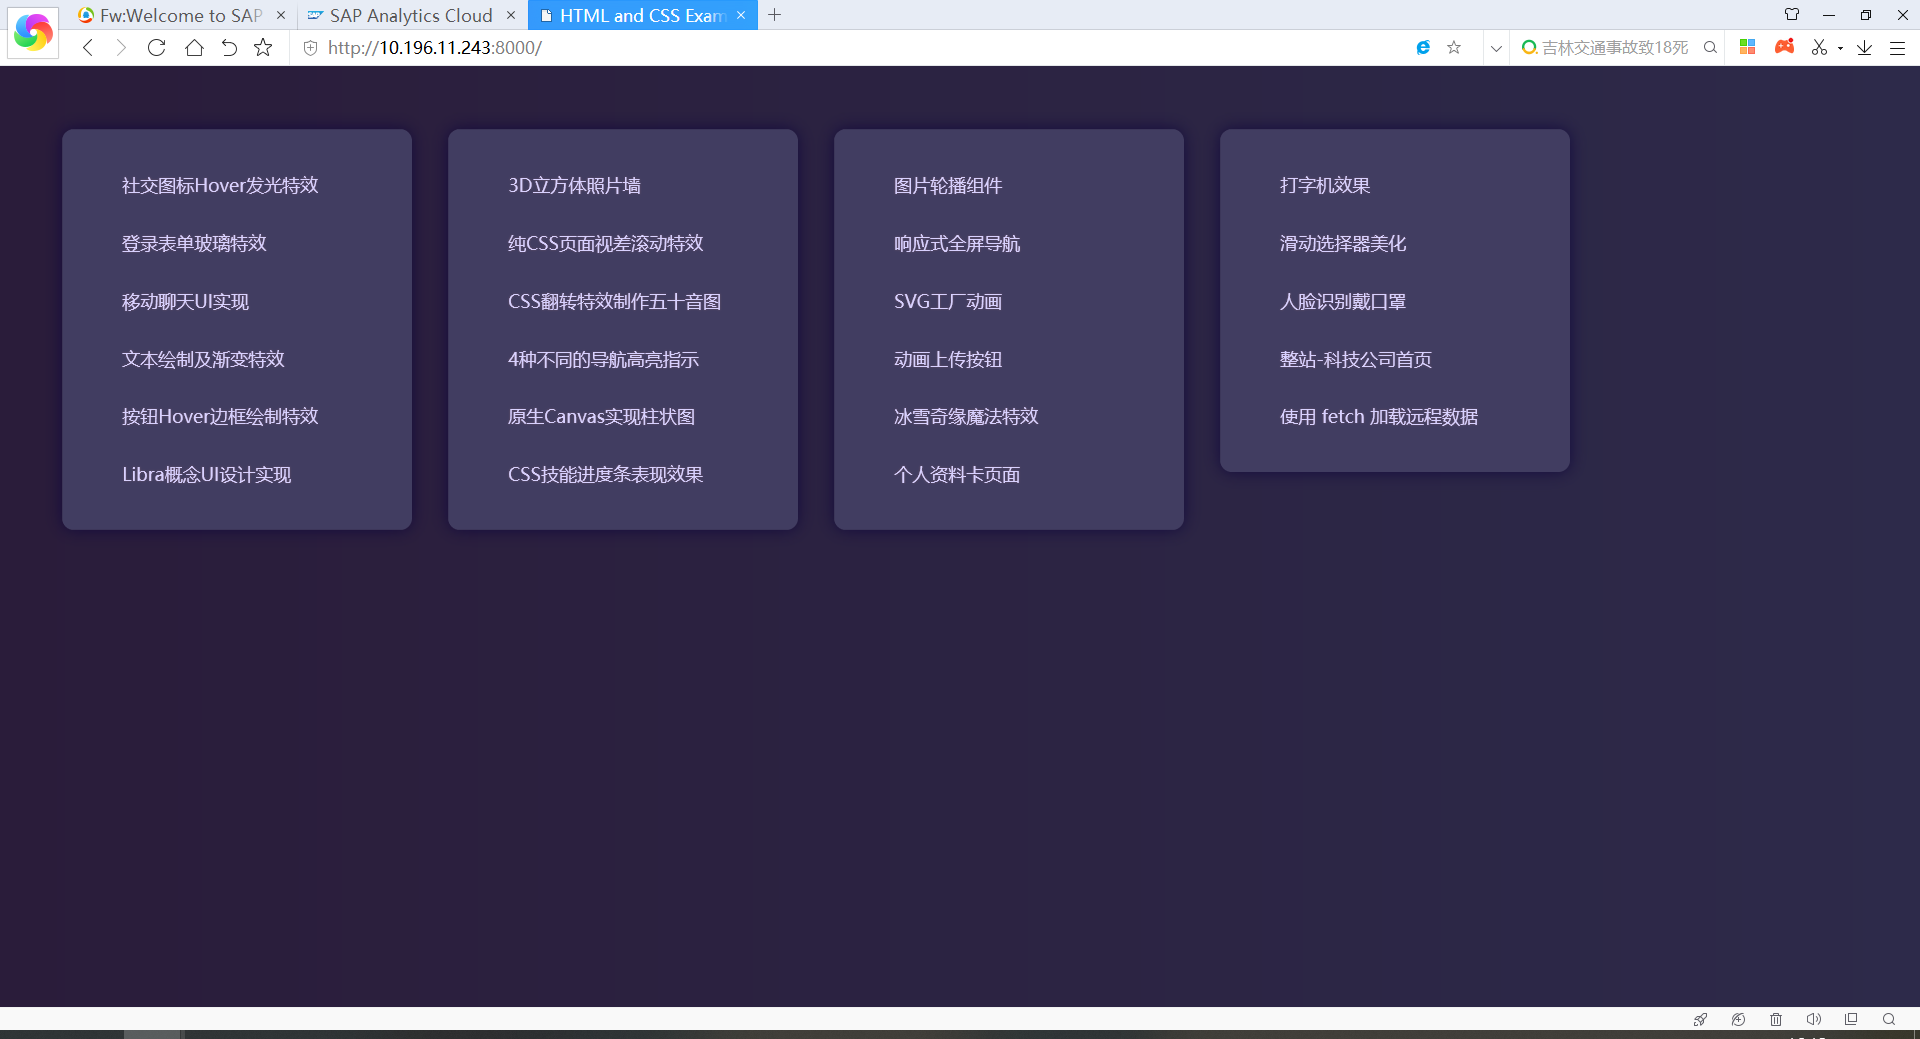 Fw:Welcome to SAP
SAP Analytics Cloud
HTML and CSS Exam
http://10.196.11.243:8000/
吉林交通事故致18死
社交图标Hover发光特效
登录表单玻璃特效
移动聊天UI实现
文本绘制及渐变特效
按钮Hover边框绘制特效
Libra概念UI设计实现
3D立方体照片墙
纯CSS页面视差滚动特效
CSS翻转特效制作五十音图
4种不同的导航高亮指示
原生Canvas实现柱状图
CSS技能进度条表现效果
图片轮播组件
响应式全屏导航
SVG工厂动画
动画上传按钮
冰雪奇缘魔法特效
个人资料卡页面
打字机效果
滑动选择器美化
人脸识别戴口罩
整站-科技公司首页
使用 fetch 加载远程数据